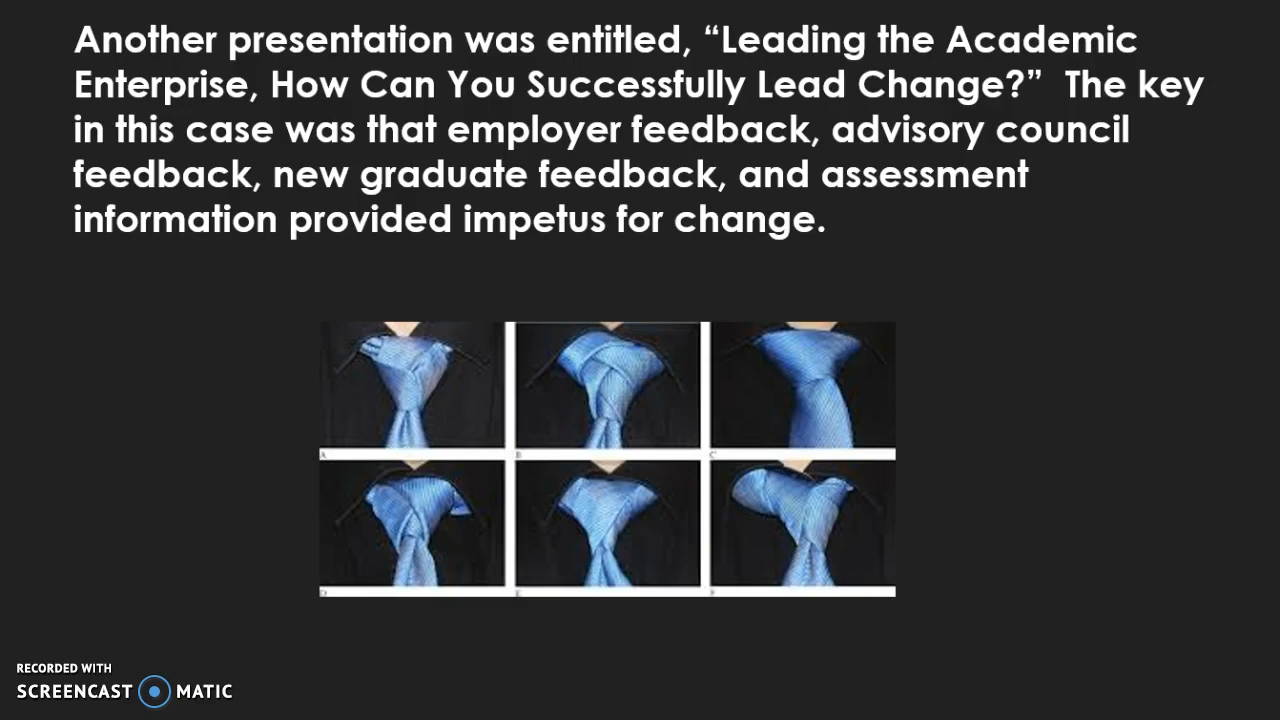 Another presentation was entitled, “Leading the Academic
Enterprise, How Can You Successfully Lead Change?”  The key
in this case was that employer feedback, advisory council
feedback, new graduate feedback, and assessment
information provided impetus for change.
A B C
D E F
RECORDED WITH
SCREENCAST MATIC